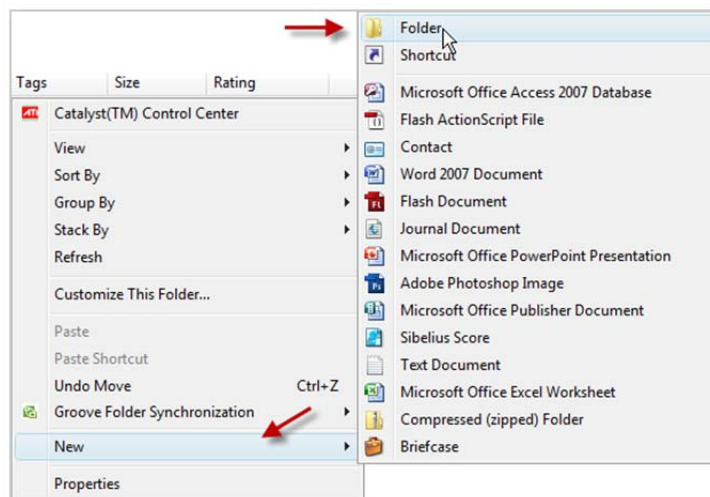 Tags Size Rating
ATI Catalyst(TM) Control Center
View
Sort By
Group By
Stack By
Refresh
Customize This Folder...
Paste
Paste Shortcut
Undo Move Ctrl+Z
Groove Folder Synchronization
New
Properties
Folder
Shortcut
Microsoft Office Access 2007 Database
Flash ActionScript File
Contact
Word 2007 Document
Flash Document
Journal Document
Microsoft Office PowerPoint Presentation
Adobe Photoshop Image
Microsoft Office Publisher Document
Sibelius Score
Text Document
Microsoft Office Excel Worksheet
Compressed (zipped) Folder
Briefcase